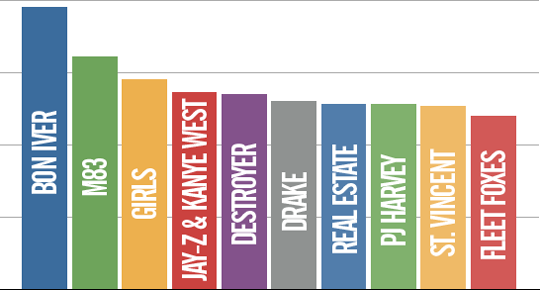 BON IVER
M83
GIRLS
JAY-Z & KANYE WEST
DESTROYER
DRAKE
REAL ESTATE
PJ HARVEY
ST. VINCENT
FLEET FOXES